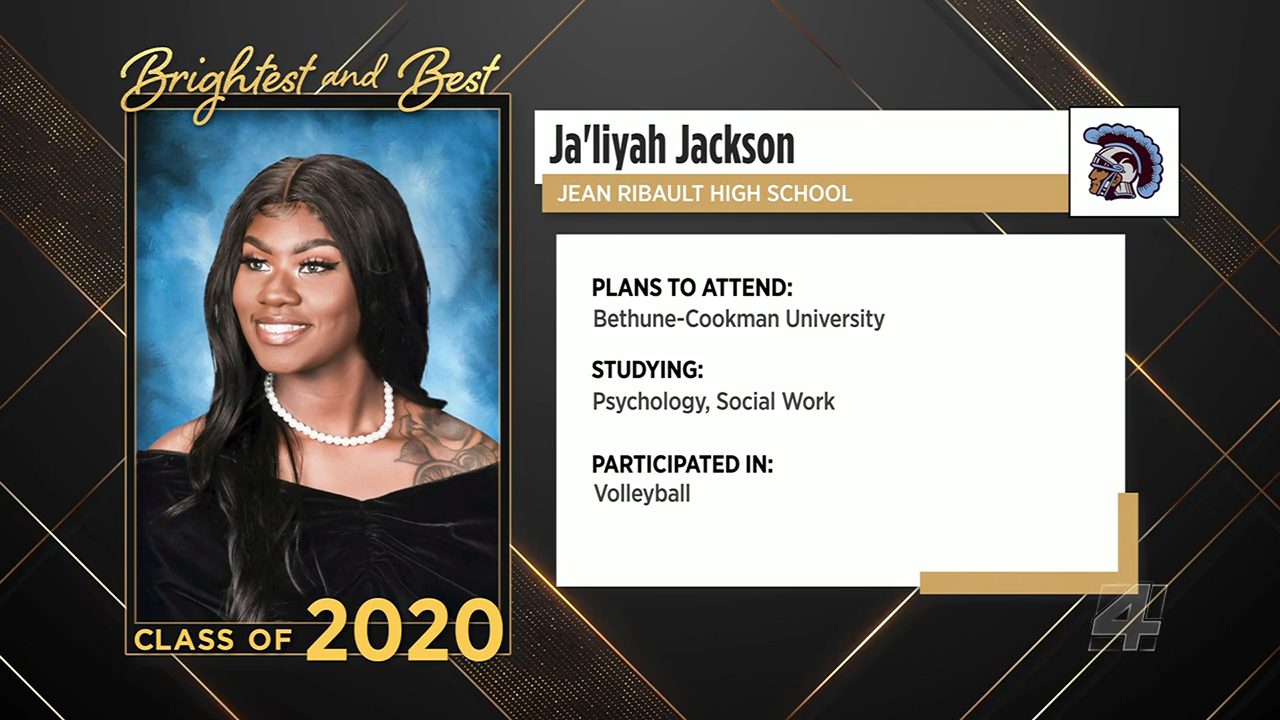 Brightest and Best
Ja'liyah Jackson
JEAN RIBAULT HIGH SCHOOL
PLANS TO ATTEND:
Bethune-Cookman University
STUDYING:
Psychology, Social Work
PARTICIPATED IN:
Volleyball
CLASS OF 2020
4